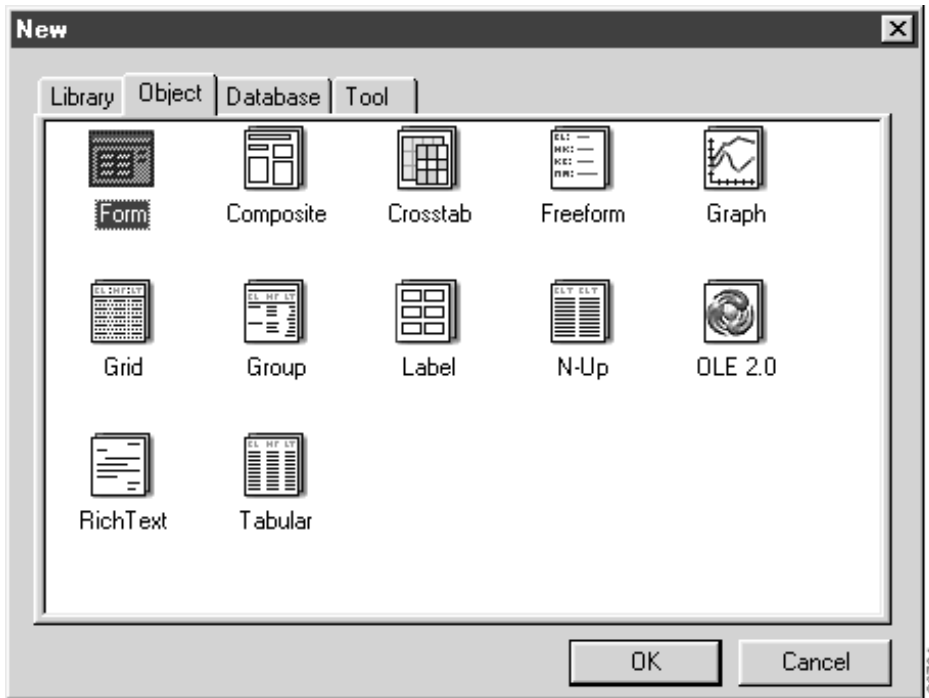 New
Library Object Database Tool
Form Composite Crosstab Freeform Graph
Grid Group Label N-Up OLE 2.0
RichText Tabular
OK Cancel